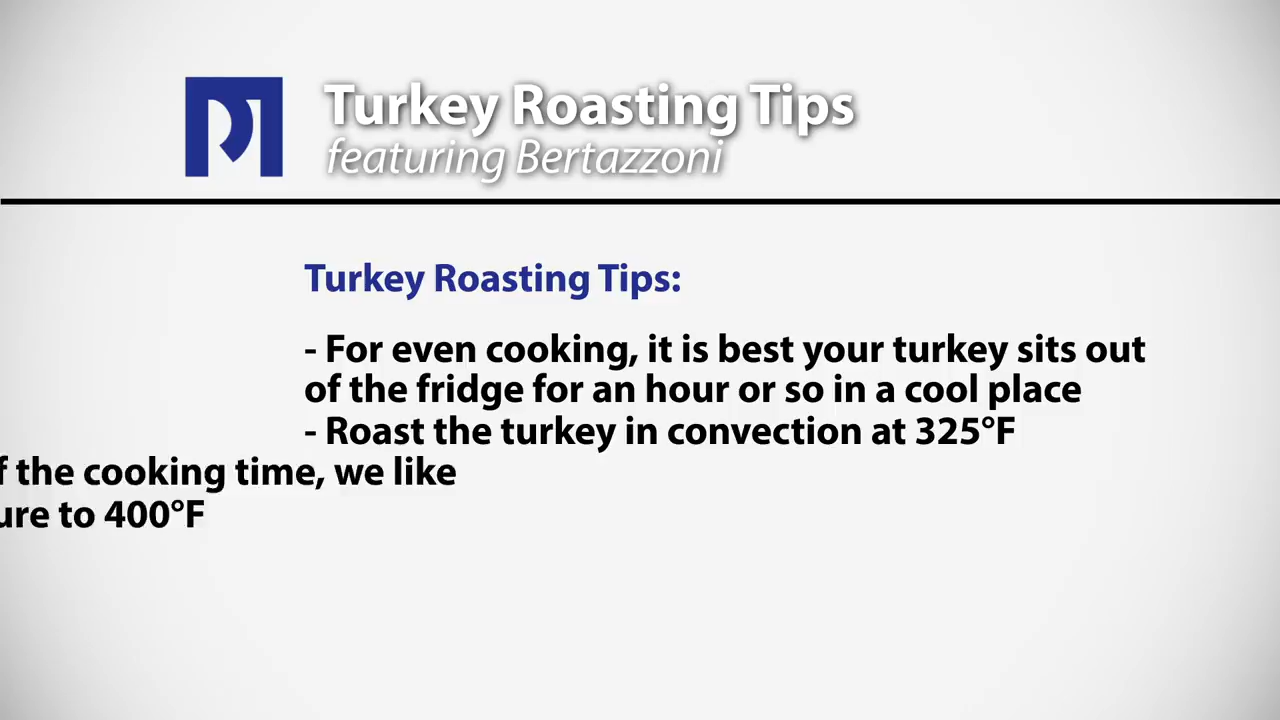 Turkey Roasting Tips
featuring Bertazzoni
Turkey Roasting Tips:
- For even cooking, it is best your turkey sits out
of the fridge for an hour or so in a cool place
- Roast the turkey in convection at 325°F
the cooking time, we like
to 400°F